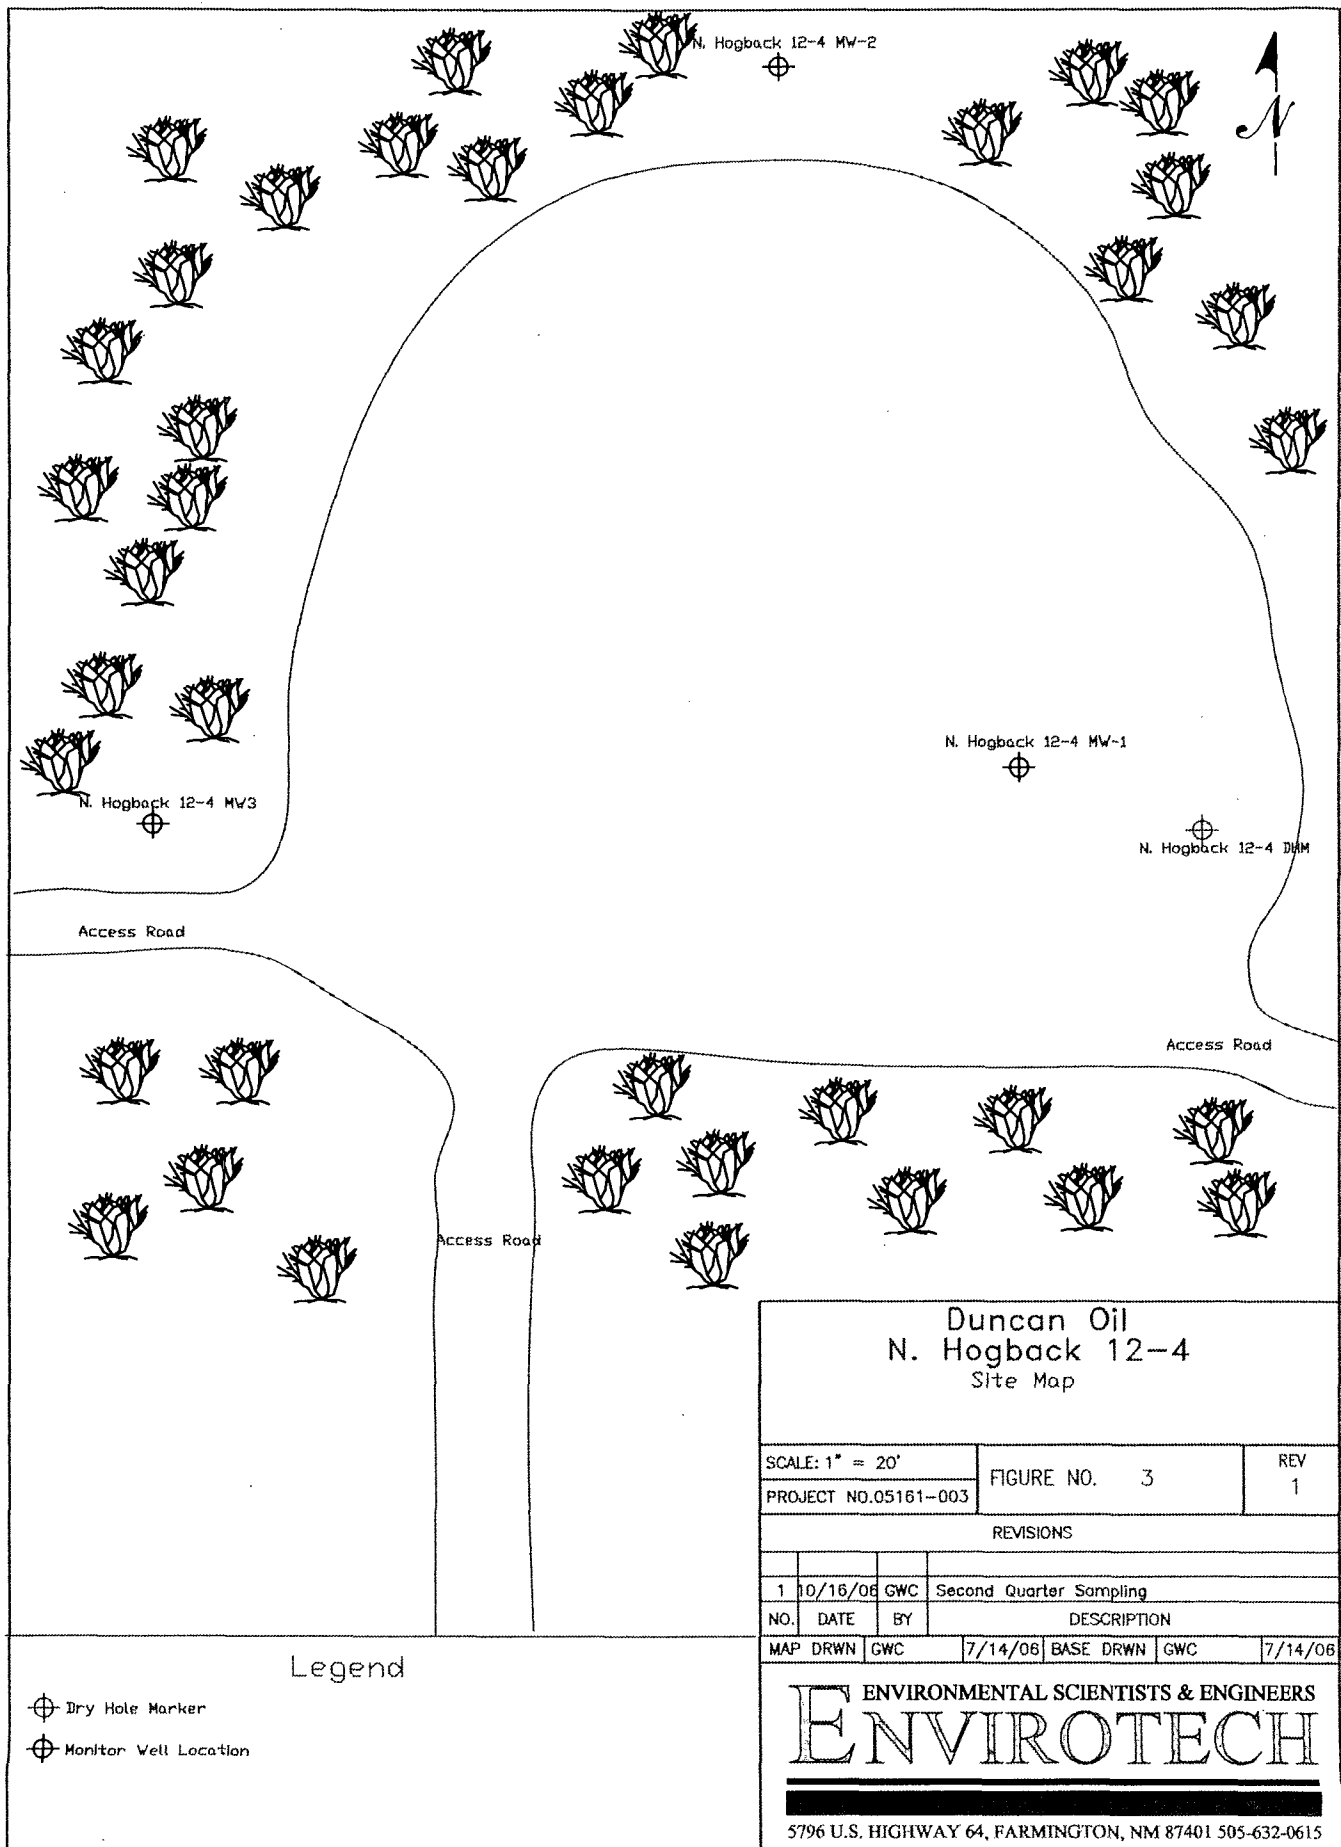 N. Hogback 12-4 MW-2
N
N. Hogback 12-4 MW-1
N. Hogback 12-4 MW3
N. Hogback 12-4 DHM
Access Road
Access Road
Access Road
Duncan Oil
N. Hogback 12-4
Site Map
SCALE: 1" = 20'
FIGURE NO. 3
REV
1
PROJECT NO.05161-003
REVISIONS
1 10/16/06 GWC Second Quarter Sampling
NO. DATE BY DESCRIPTION
MAP DRWN GWC 7/14/06 BASE DRWN GWC 7/14/06
Legend
Dry Hole Marker
Monitor Well Location
ENVIRONMENTAL SCIENTISTS & ENGINEERS
ENVIROTECH
5796 U.S. HIGHWAY 64, FARMINGTON, NM 87401 505-632-0615